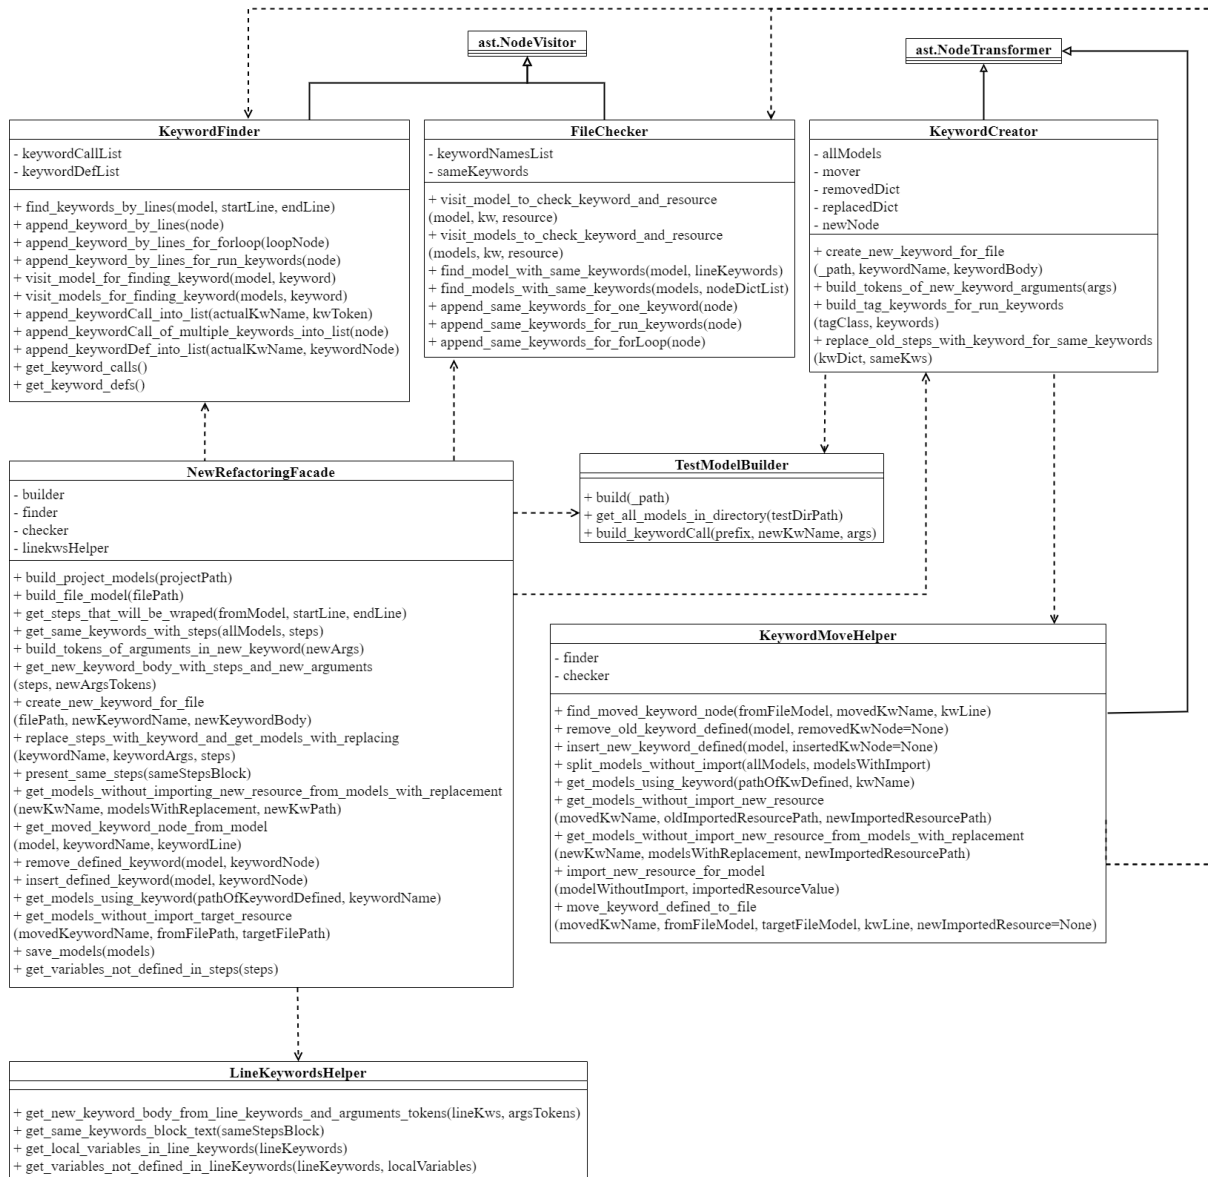 ast.NodeVisitor
ast.NodeTransformer
KeywordFinder
- keywordCallList
- keywordDefList
+ find_keywords_by_lines(model, startLine, endLine)
+ append_keyword_by_lines(node)
+ append_keyword_by_lines_for_forloop(loopNode)
+ append_keyword_by_lines_for_run_keywords(node)
+ visit_model_for_finding_keyword(model, keyword)
+ visit_models_for_finding_keyword(models, keyword)
+ append_keywordCall_into_list(actualKwName, kwToken)
+ append_keywordCall_of_multiple_keywords_into_list(node)
+ append_keywordDef_into_list(actualKwName, keywordNode)
+ get_keyword_calls()
+ get_keyword_defs()
FileChecker
- keywordNamesList
- sameKeywords
+ visit_model_to_check_keyword_and_resource
(model, kw, resource)
+ visit_models_to_check_keyword_and_resource
(models, kw, resource)
+ find_model_with_same_keywords(model, lineKeywords)
+ find_models_with_same_keywords(models, nodeDictList)
+ append_same_keywords_for_one_keyword(node)
+ append_same_keywords_for_run_keywords(node)
+ append_same_keywords_for_forLoop(node)
KeywordCreator
- allModels
- mover
- removedDict
- replacedDict
- newNode
+ create_new_keyword_for_file
(_path, keywordName, keywordBody)
+ build_tokens_of_new_keyword_arguments(args)
+ build_tag_keywords_for_run_keywords
(tagClass, keywords)
+ replace_old_steps_with_keyword_for_same_keywords
(kwDict, sameKws)
NewRefactoringFacade
- builder
- finder
- checker
- linekwsHelper
+ build_project_models(projectPath)
+ build_file_model(filePath)
+ get_steps_that_will_be_wraped(fromModel, startLine, endLine)
+ get_same_keywords_with_steps(allModels, steps)
+ build_tokens_of_arguments_in_new_keyword(newArgs)
+ get_new_keyword_body_with_steps_and_new_arguments
(steps, newArgsTokens)
+ create_new_keyword_for_file
(filePath, newKeywordName, newKeywordBody)
+ replace_steps_with_keyword_and_get_models_with_replacing
(keywordName, keywordArgs, steps)
+ present_same_steps(sameStepsBlock)
+ get_models_without_importing_new_resource_from_models_with_replacement
(newKwName, modelsWithReplacement, newKwPath)
+ get_moved_keyword_node_from_model
(model, keywordName, keywordLine)
+ remove_defined_keyword(model, keywordNode)
+ insert_defined_keyword(model, keywordNode)
+ get_models_using_keyword(pathOfKeywordDefined, keywordName)
+ get_models_without_import_target_resource
(movedKeywordName, fromFilePath, targetFilePath)
+ save_models(models)
+ get_variables_not_defined_in_steps(steps)
TestModelBuilder
+ build(_path)
+ get_all_models_in_directory(testDirPath)
+ build_keywordCall(prefix, newKwName, args)
KeywordMoveHelper
- finder
- checker
+ find_moved_keyword_node(fromFileModel, movedKwName, kwLine)
+ remove_old_keyword_defined(model, removedKwNode=None)
+ insert_new_keyword_defined(model, insertedKwNode=None)
+ split_models_without_import(allModels, modelsWithImport)
+ get_models_using_keyword(pathOfKwDefined, kwName)
+ get_models_without_import_new_resource
(movedKwName, oldImportedResourcePath, newImportedResourcePath)
+ get_models_without_import_new_resource_from_models_with_replacement
(newKwName, modelsWithReplacement, newImportedResourcePath)
+ import_new_resource_for_model
(modelWithoutImport, importedResourceValue)
+ move_keyword_defined_to_file
(movedKwName, fromFileModel, targetFileModel, kwLine, newImportedResource=None)
LineKeywordsHelper
+ get_new_keyword_body_from_line_keywords_and_arguments_tokens(lineKws, argsTokens)
+ get_same_keywords_block_text(sameStepsBlock)
+ get_local_variables_in_line_keywords(lineKeywords)
+ get_variables_not_defined_in_lineKeywords(lineKeywords, localVariables)